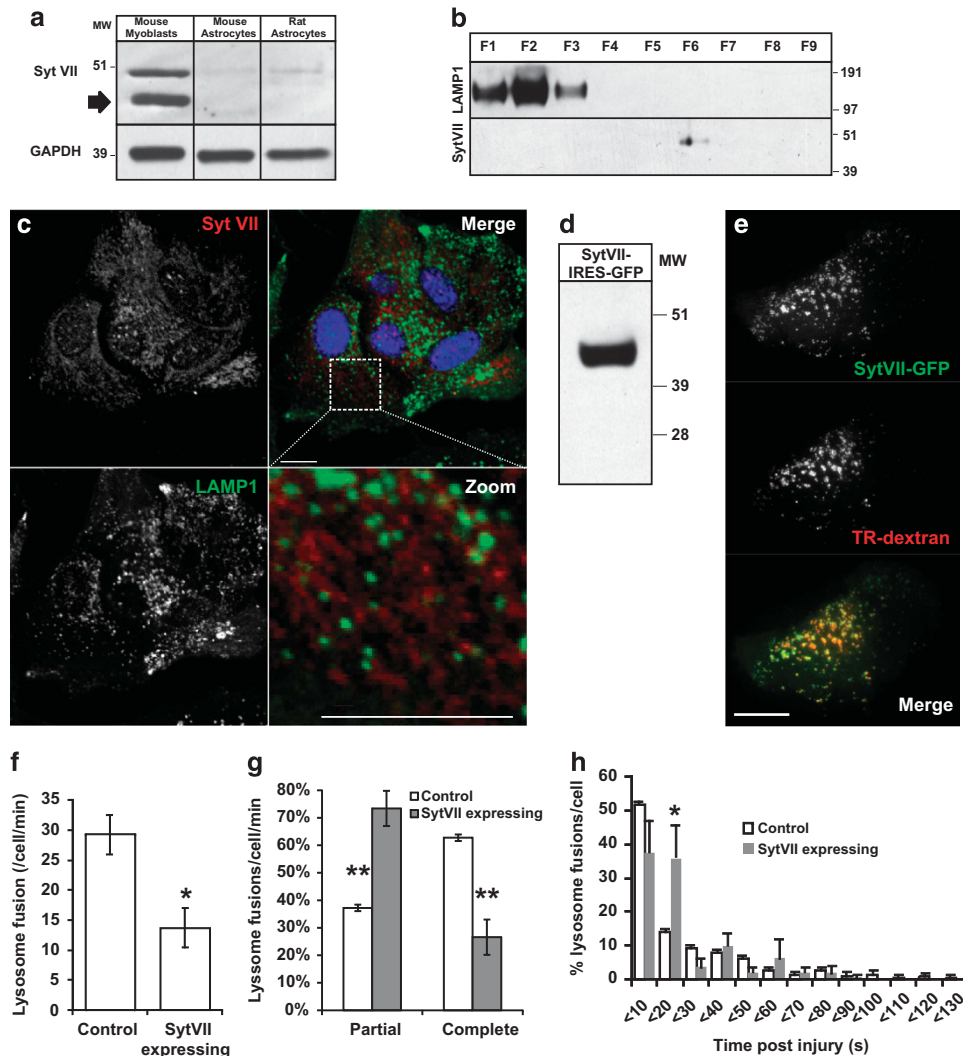 a
MW
Mouse Myoblasts
Mouse Astrocytes
Rat Astrocytes
Syt VII
51
GAPDH
39
b
F1 F2 F3 F4 F5 F6 F7 F8 F9
LAMP1
191
97
SytVII
51
39
c
Syt VII
Merge
LAMP1
Zoom
d
SytVII-
IRES-GFP
MW
51
39
28
e
SytVII-GFP
TR-dextran
Merge
f
Lysosome fusion (/cell/min)
35
30
25
20
15
10
5
0
*
Control
SytVII
expressing
g
Lyssome fusions/cell/min
80%
70%
60%
50%
40%
30%
20%
10%
0%
Control
SytVII expressing
**
**
Partial
Complete
h
% lysosome fusions/cell
60
50
40
30
20
10
0
*
Control
SytVII expressing
<10 <20 <30 <40 <50 <60 <70 <80 <90 <100 <110 <120 <130
Time post injury (s)